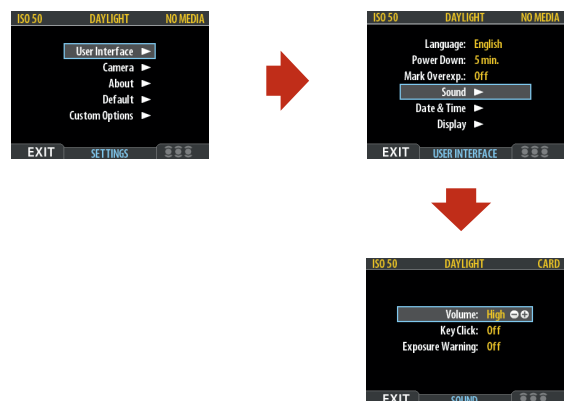 ISO 50 DAYLIGHT NO MEDIA
User Interface
Camera
About
Default
Custom Options
EXIT SETTINGS
ISO 50 DAYLIGHT NO MEDIA
Language: English
Power Down: 5 min.
Mark Overexp.: Off
Sound
Date & Time
Display
EXIT USER INTERFACE
ISO 50 DAYLIGHT CARD
Volume: High
Key Click: Off
Exposure Warning: Off
EXIT SOUND